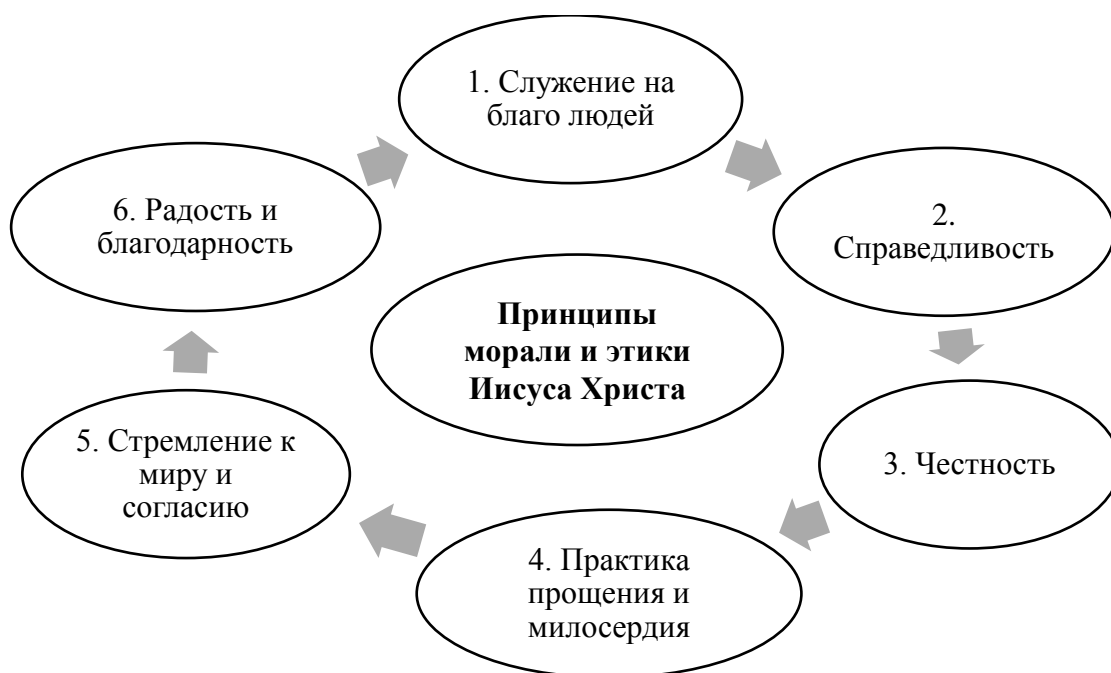 1. Служение на
благо людей
2.
Справедливость
3. Честность
4. Практика
прощения и
милосердия
5. Стремление к
миру и
согласию
6. Радость и
благодарность
Принципы
морали и этики
Иисуса Христа